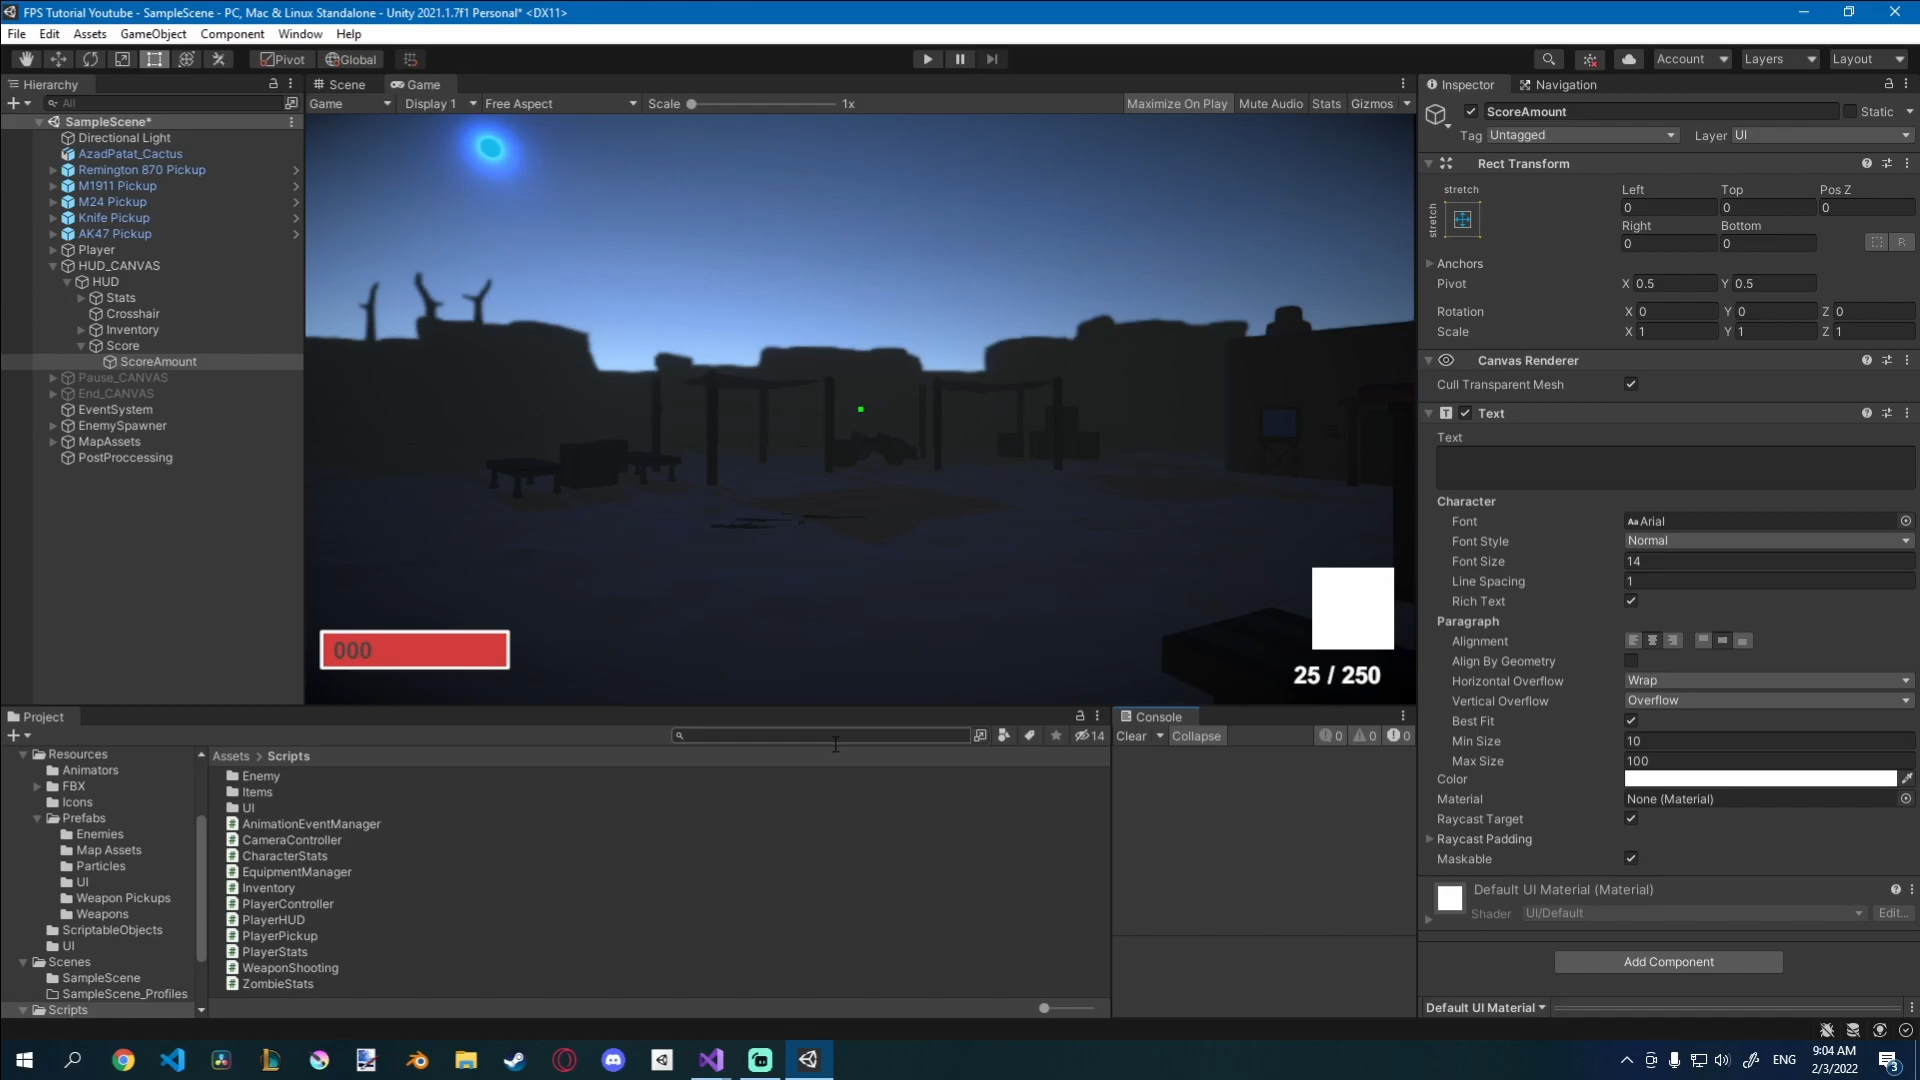 FPS Tutorial Youtube - SampleScene - PC, Mac & Linux Standalone - Unity 2021.1.7f1 Personal* <DX11>
File Edit Assets GameObject Component Window Help
Pivot Global Account Layers Layout
Hierarchy
All
SampleScene*
Directional Light
AzadPatat_Cactus
Remington 870 Pickup
M1911 Pickup
M24 Pickup
Knife Pickup
AK47 Pickup
Player
HUD_CANVAS
HUD
Stats
Crosshair
Inventory
Score
ScoreAmount
Pause_CANVAS
End_CANVAS
EventSystem
EnemySpawner
MapAssets
PostProccessing
Scene Game
Game Display 1 Free Aspect Scale 1x Maximize On Play Mute Audio Stats Gizmos
000
25 / 250
Project
14
Resources
Animators
FBX
Icons
Prefabs
Enemies
Map Assets
Particles
UI
Weapon Pickups
Weapons
ScriptableObjects
UI
Scenes
SampleScene
SampleScene_Profiles
Scripts
Assets > Scripts
Enemy
Items
UI
AnimationEventManager
CameraController
CharacterStats
EquipmentManager
Inventory
PlayerController
PlayerHUD
PlayerPickup
PlayerStats
WeaponShooting
ZombieStats
Console
Clear Collapse 0 0 0
Inspector Navigation
ScoreAmount Static
Tag Untagged Layer UI
Rect Transform
stretch Left Top Pos Z
stretch 0 0 0
Right Bottom
0 0 R
Anchors
Pivot X 0.5 Y 0.5
Rotation X 0 Y 0 Z 0
Scale X 1 Y 1 Z 1
Canvas Renderer
Cull Transparent Mesh
Text
Text
Character
Font Aa Arial
Font Style Normal
Font Size 14
Line Spacing 1
Rich Text
Paragraph
Alignment
Align By Geometry
Horizontal Overflow Wrap
Vertical Overflow Overflow
Best Fit
Min Size 10
Max Size 100
Color
Material None (Material)
Raycast Target
Raycast Padding
Maskable
Default UI Material (Material)
Shader UI/Default Edit...
Add Component
Default UI Material
ENG
9:04 AM
2/3/2022
3